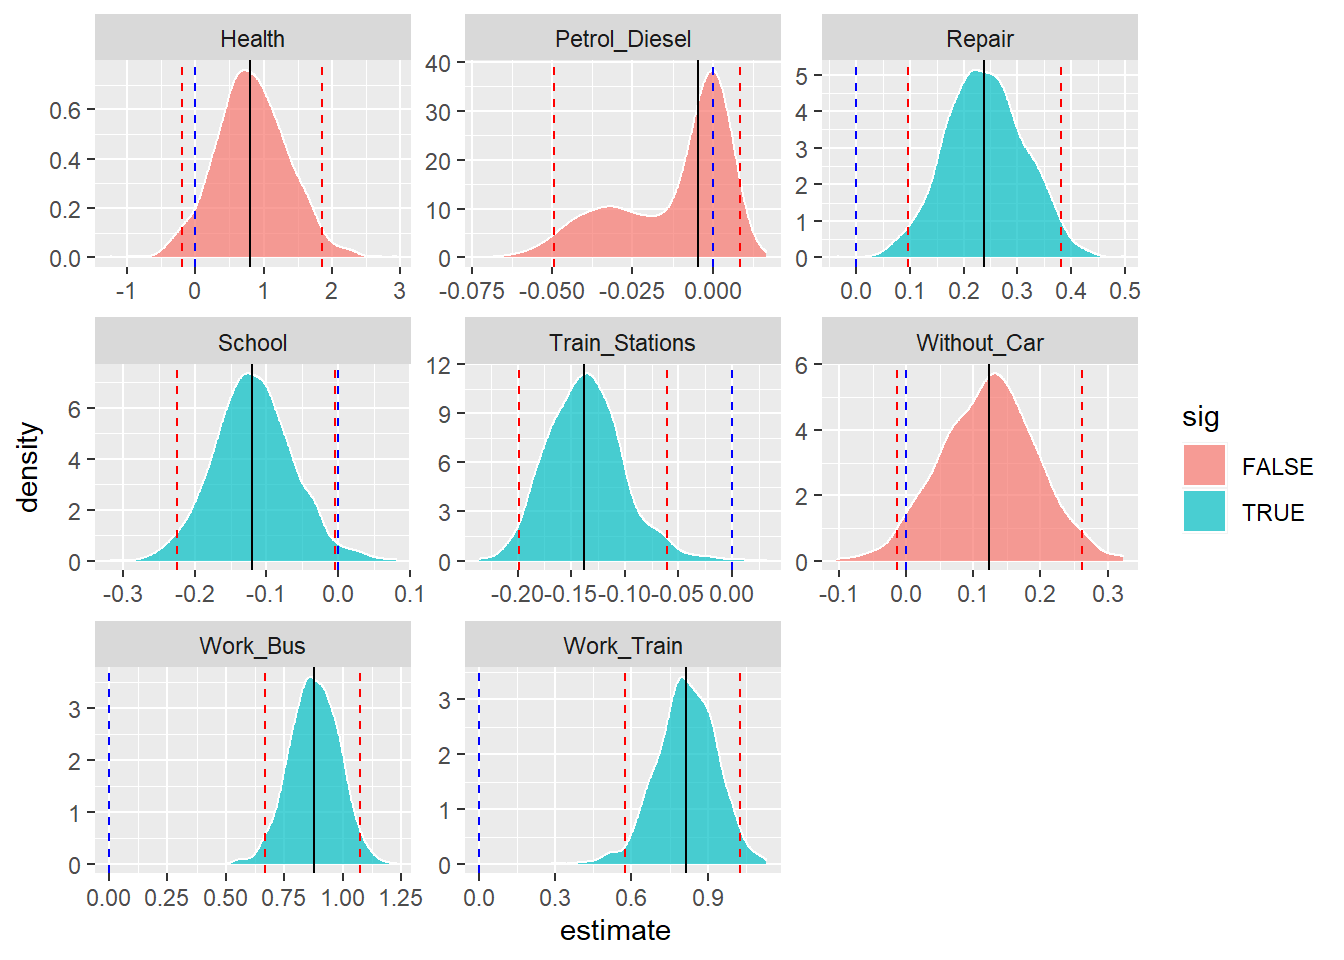 Health Petrol_Diesel Repair
0.6
0.4
0.2
0.0
40
30
20
10
0
5
4
3
2
1
0
-1 0 1 2 3
-0.075 -0.050 -0.025 0.000
0.0 0.1 0.2 0.3 0.4 0.5
School Train_Stations Without_Car
6
4
2
0
12
9
6
3
0
6
4
2
0
-0.3 -0.2 -0.1 0.0 0.1
-0.20 -0.15 -0.10 -0.05 0.00
-0.1 0.0 0.1 0.2 0.3
Work_Bus Work_Train
3
2
1
0
3
2
1
0
0.00 0.25 0.50 0.75 1.00 1.25
0.0 0.3 0.6 0.9
density
estimate
sig
FALSE
TRUE